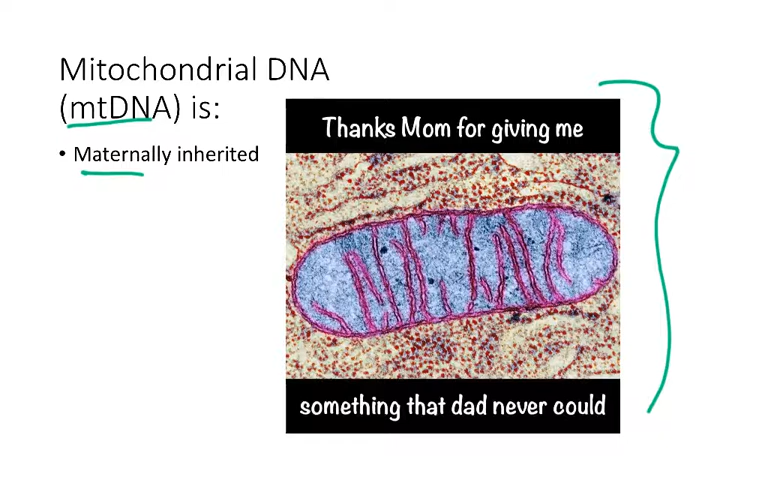 Mitochondrial DNA
(mtDNA) is:
• Maternally inherited
Thanks Mom for giving me
something that dad never could